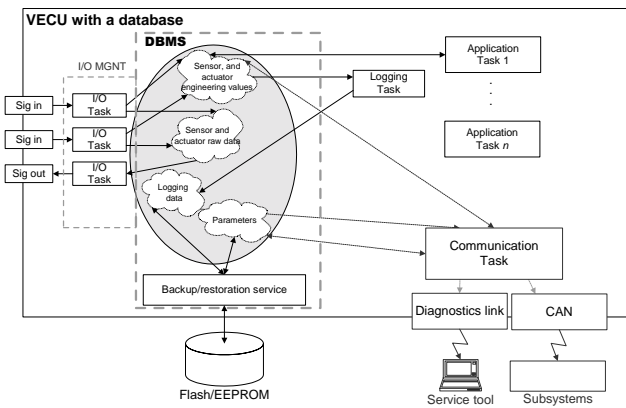 VECU with a database
DBMS
I/O MGNT
Sensor, and
actuator
engineering values
Application
Task 1
Logging
Task
Sig in
I/O
Task
Sig in
I/O
Task
Sensor and
actuator raw data
Application
Task n
Sig out
I/O
Task
Logging
data
Parameters
Communication
Task
Backup/restoration service
Diagnostics link
CAN
Flash/EEPROM
Service tool
Subsystems